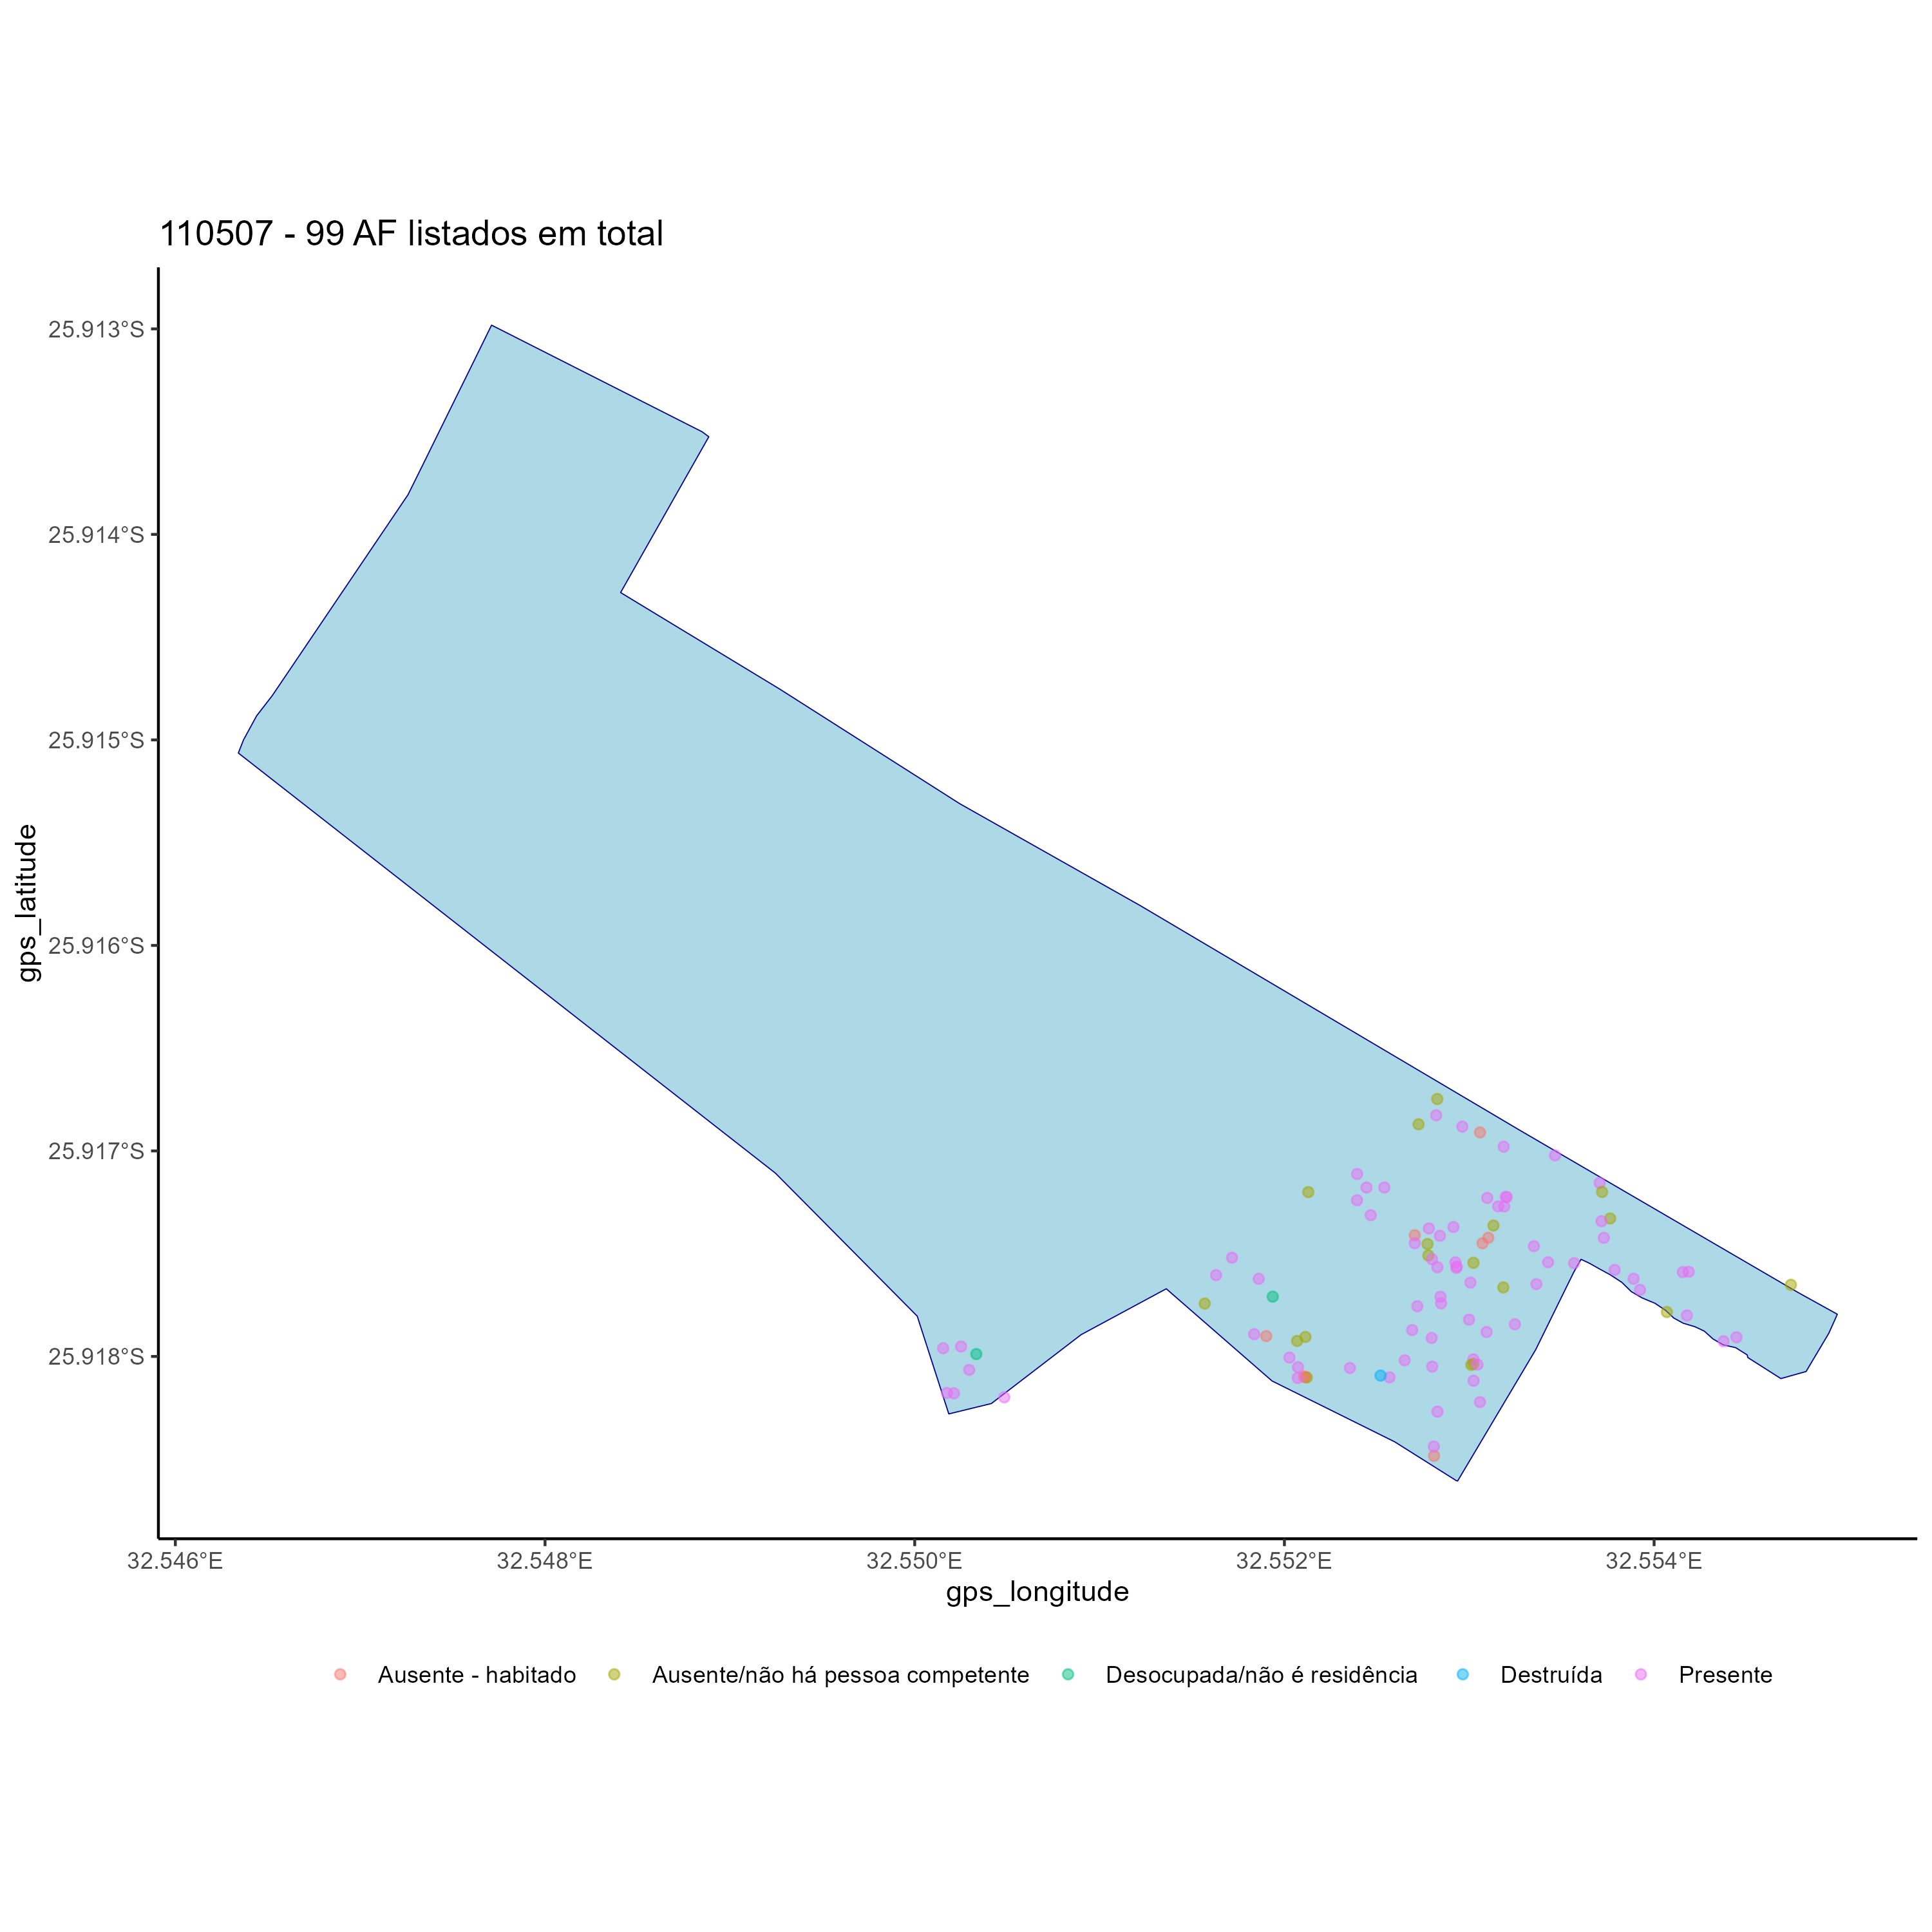 110507 - 99 AF listados em total
25.913°S
25.914°S
25.915°S
25.916°S
25.917°S
25.918°S
gps_latitude
32.546°E 32.548°E 32.550°E 32.552°E 32.554°E
gps_longitude
Ausente - habitado Ausente/não há pessoa competente Desocupada/não é residência Destruída Presente